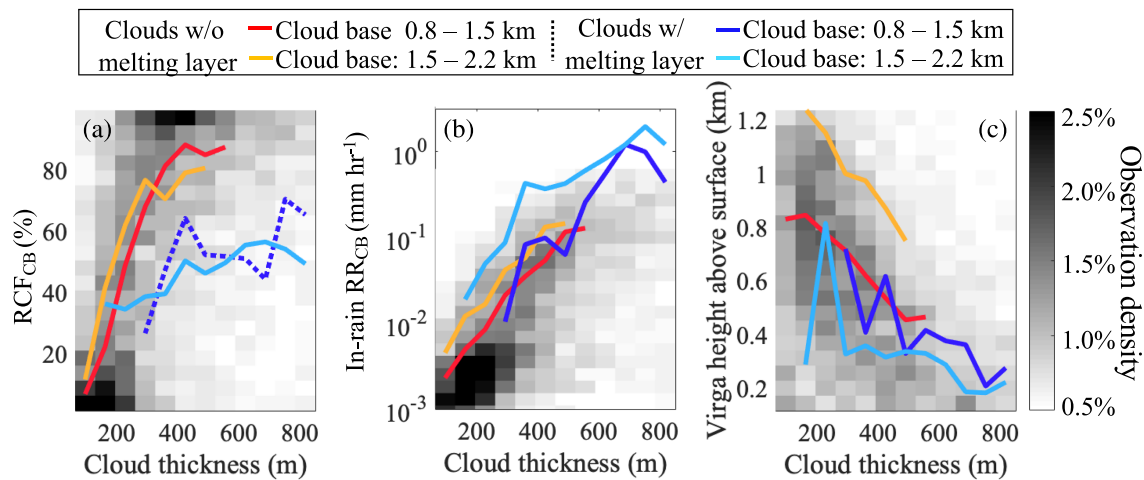 Clouds w/o
melting layer
Cloud base 0.8 – 1.5 km
Cloud base: 1.5 – 2.2 km
Clouds w/
melting layer
Cloud base: 0.8 – 1.5 km
Cloud base: 1.5 – 2.2 km
(a)
RCF_CB (%)
80
60
40
20
200 400 600 800
Cloud thickness (m)
(b)
In-rain RR_CB (mm hr⁻¹)
10⁰
10⁻¹
10⁻²
10⁻³
200 400 600 800
Cloud thickness (m)
(c)
Virga height above surface (km)
1.2
1
0.8
0.6
0.4
0.2
200 400 600 800
Cloud thickness (m)
2.5%
2.0%
1.5%
1.0%
0.5%
Observation density